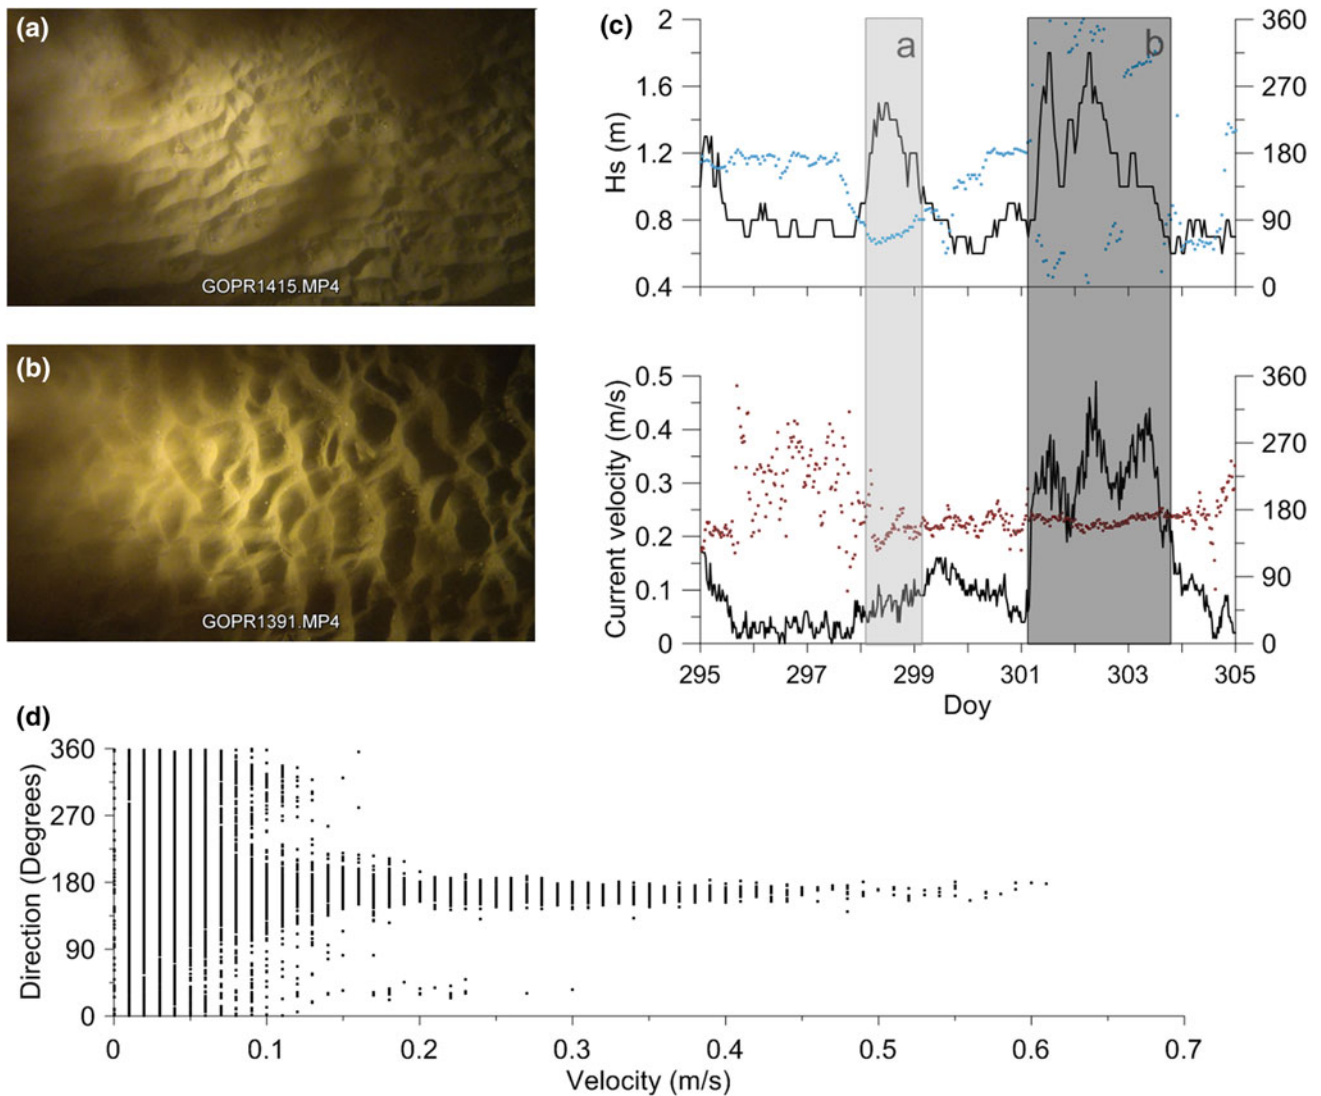 (a)
GOPR1415.MP4
(b)
GOPR1391.MP4
(c)
Hs (m)
2
1.6
1.2
0.8
0.4
360
270
180
90
0
a
b
Current velocity (m/s)
0.5
0.4
0.3
0.2
0.1
0
360
270
180
90
0
295 297 299 301 303 305
Doy
(d)
Direction (Degrees)
360
270
180
90
0
0 0.1 0.2 0.3 0.4 0.5 0.6 0.7
Velocity (m/s)